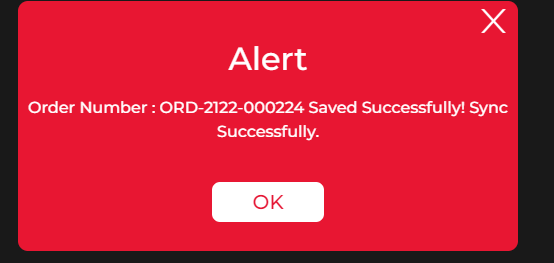 Alert
Order Number : ORD-2122-000224 Saved Successfully! Sync
Successfully.
OK